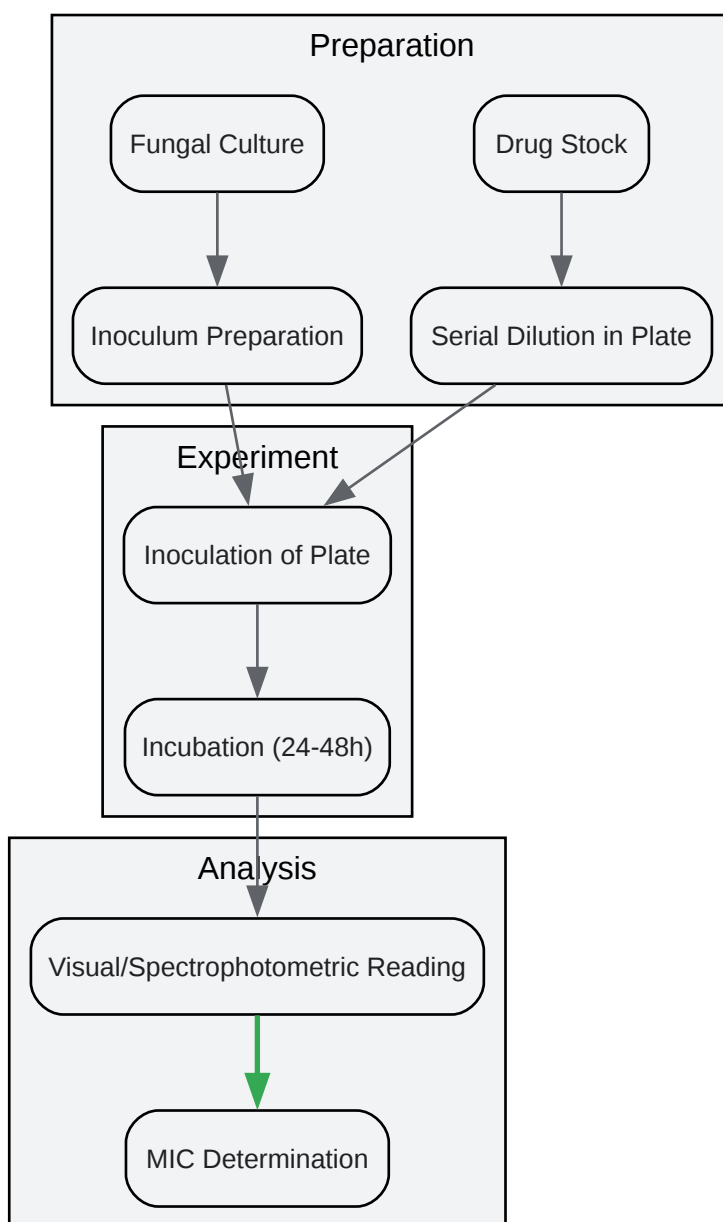 Preparation
Fungal Culture
Drug Stock
Inoculum Preparation
Serial Dilution in Plate
Experiment
Inoculation of Plate
Incubation (24-48h)
Analysis
Visual/Spectrophotometric Reading
MIC Determination